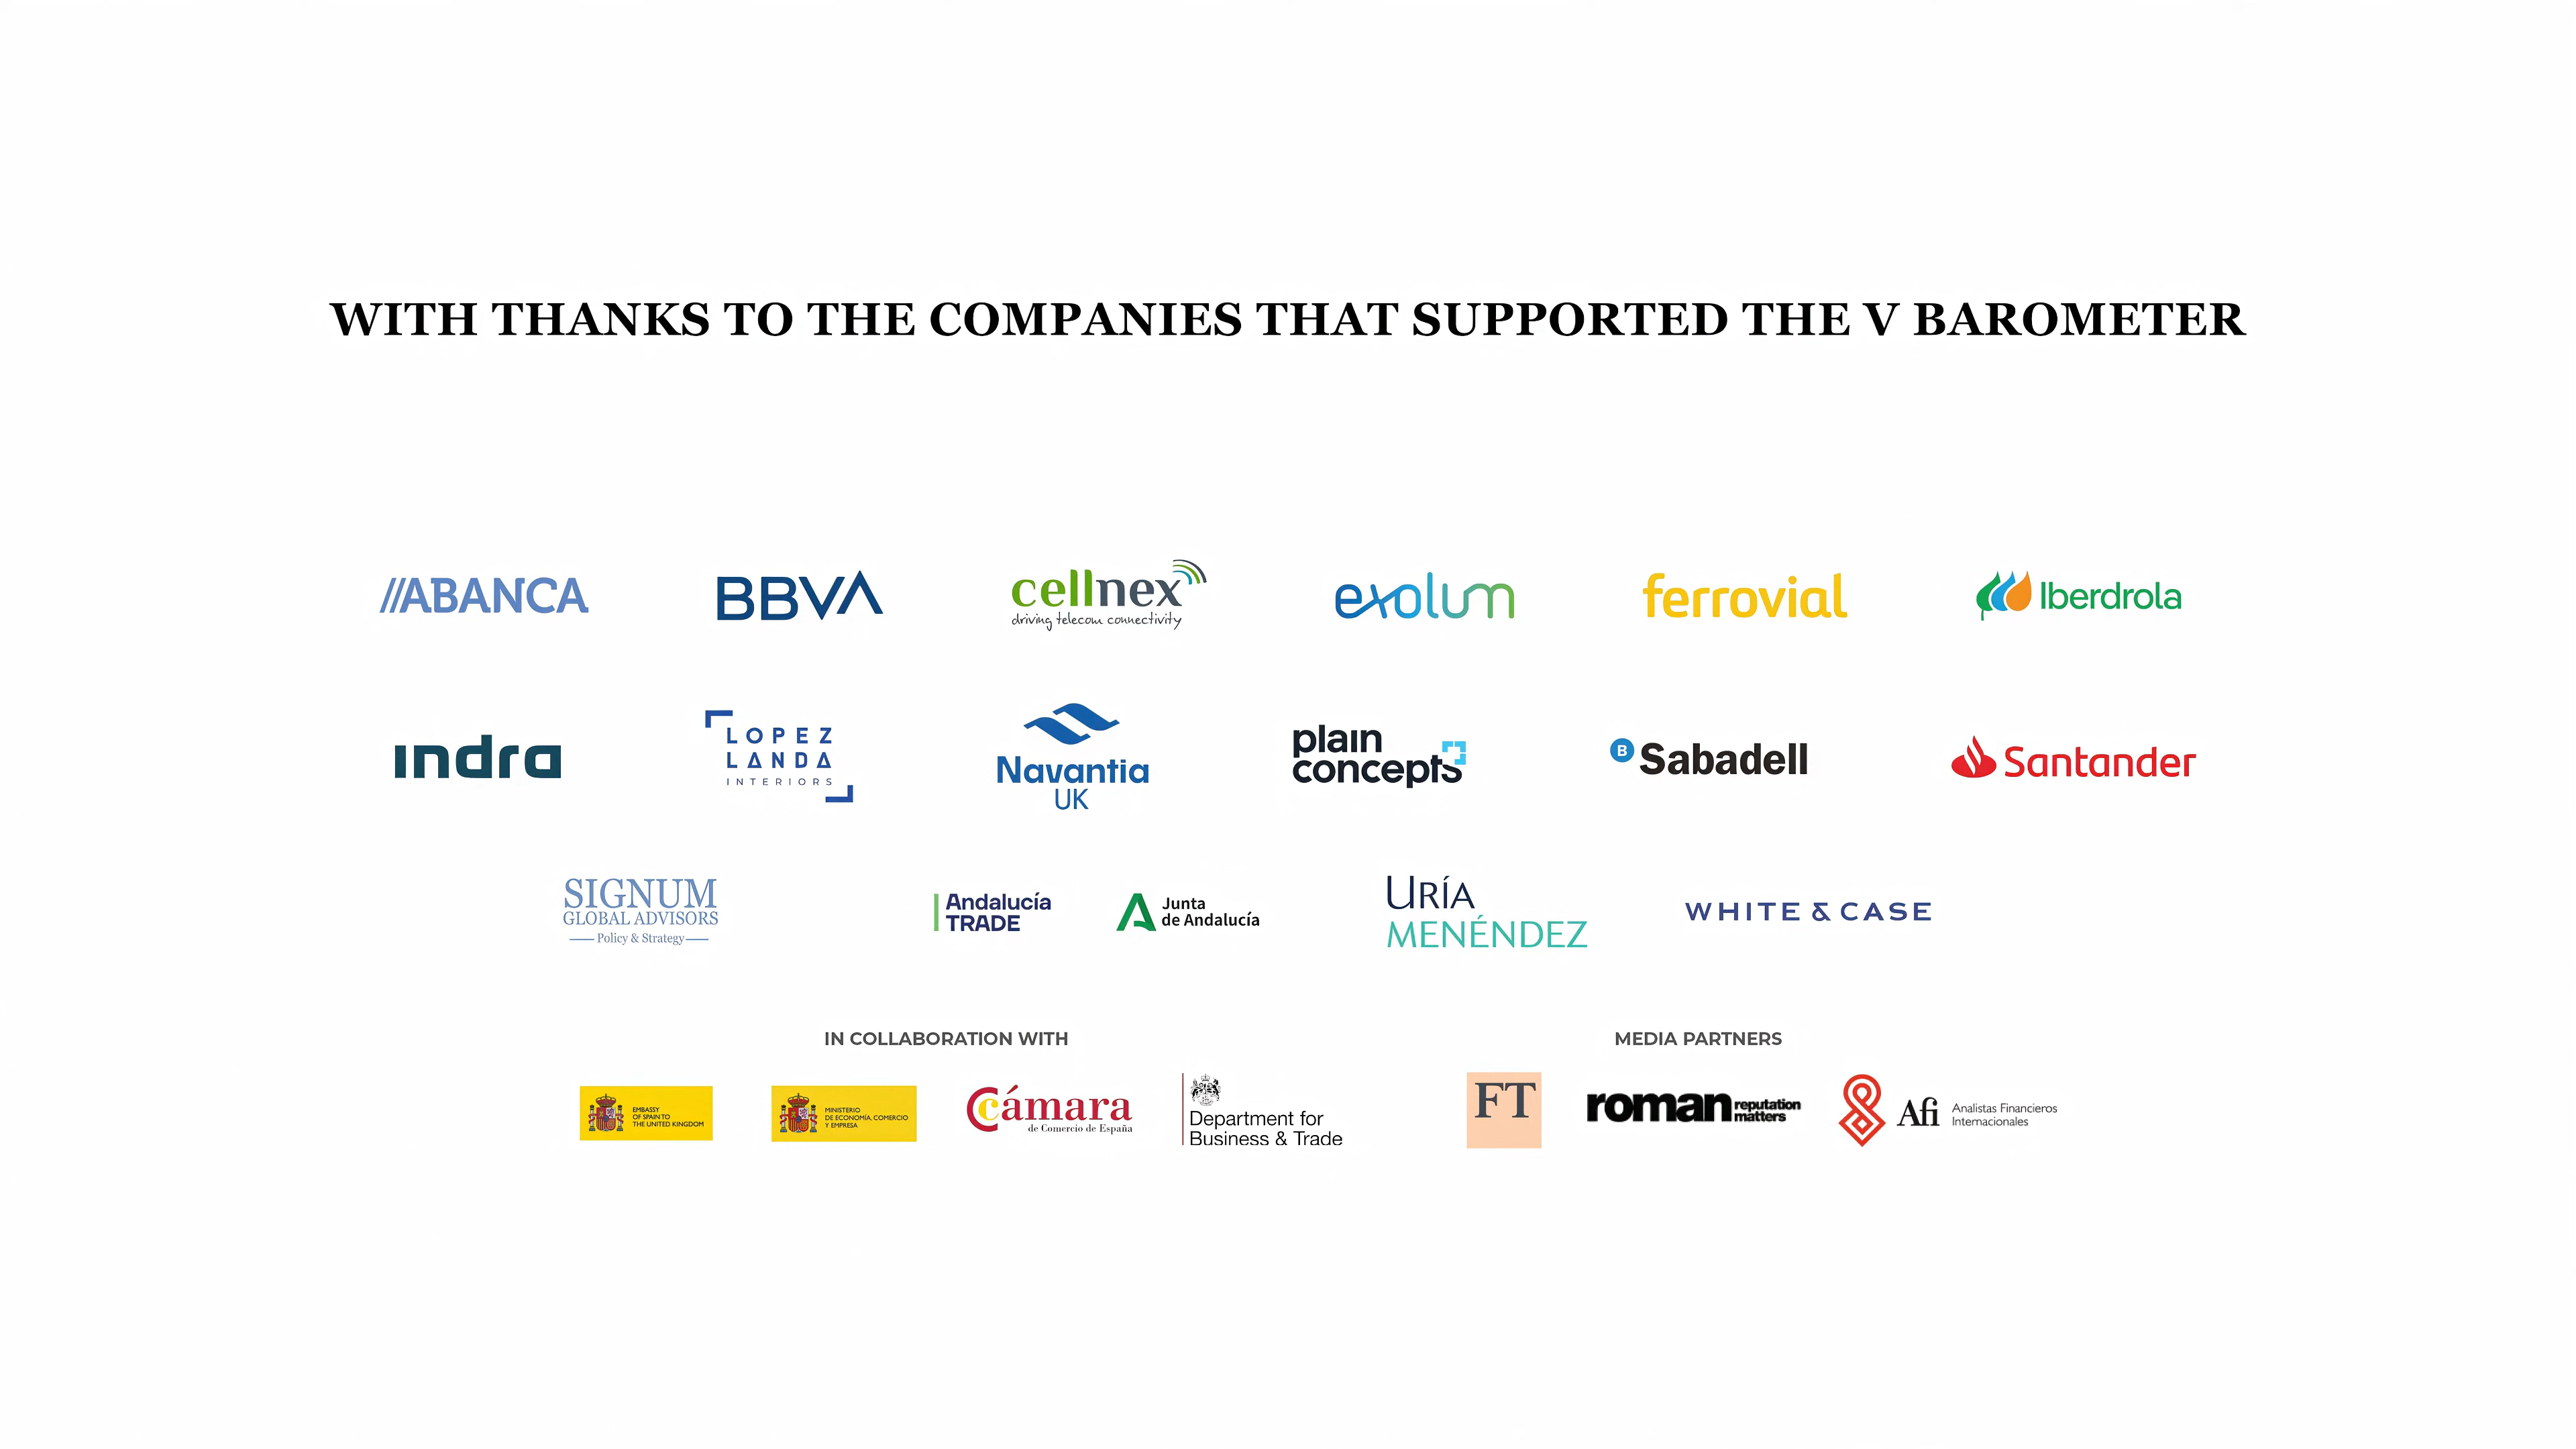 WITH THANKS TO THE COMPANIES THAT SUPPORTED THE V BAROMETER
//ABANCA
BBVA
cellnex
driving telecom connectivity
exolum
ferrovial
Iberdrola
indra
LOPEZ
LANDA
INTERIORS
Navantia
UK
plain
concepts
B Sabadell
Santander
SIGNUM
GLOBAL ADVISORS
Policy & Strategy
Andalucía
TRADE
Junta
de Andalucía
URÍA
MENÉNDEZ
WHITE & CASE
IN COLLABORATION WITH
EMBASSY
OF SPAIN TO
THE UNITED KINGDOM
MINISTERIO
DE ECONOMÍA, COMERCIO
Y EMPRESA
Cámara
de Comercio de España
Department for
Business & Trade
MEDIA PARTNERS
FT
roman reputation
matters
Afi Analistas Financieros
Internacionales